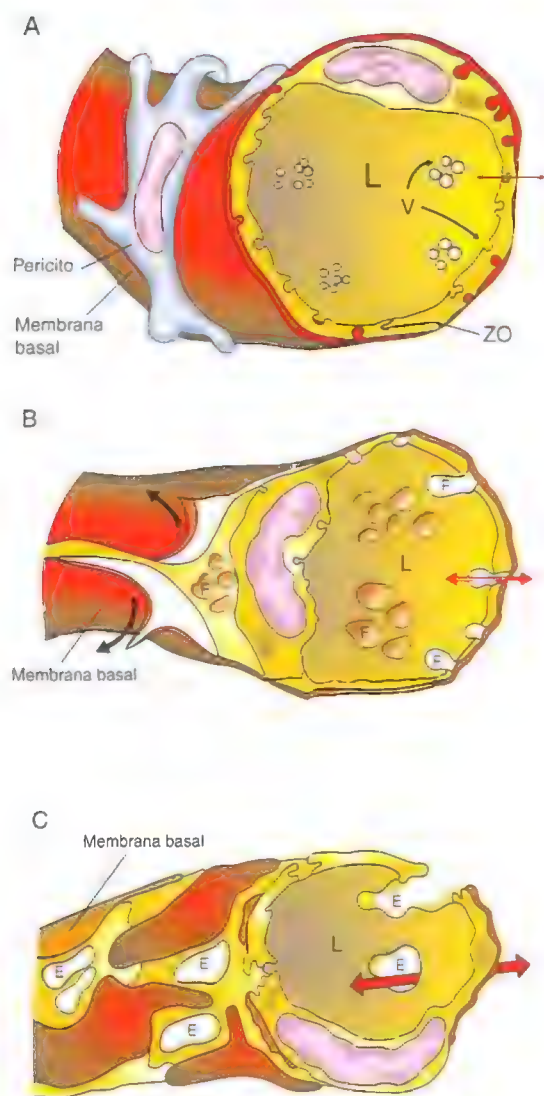 A
L
V
Pericito
Membrana
basal
ZO
B
F
F
L
F
E
Membrana basal
C
Membrana basal
E
E
E
L
E
E